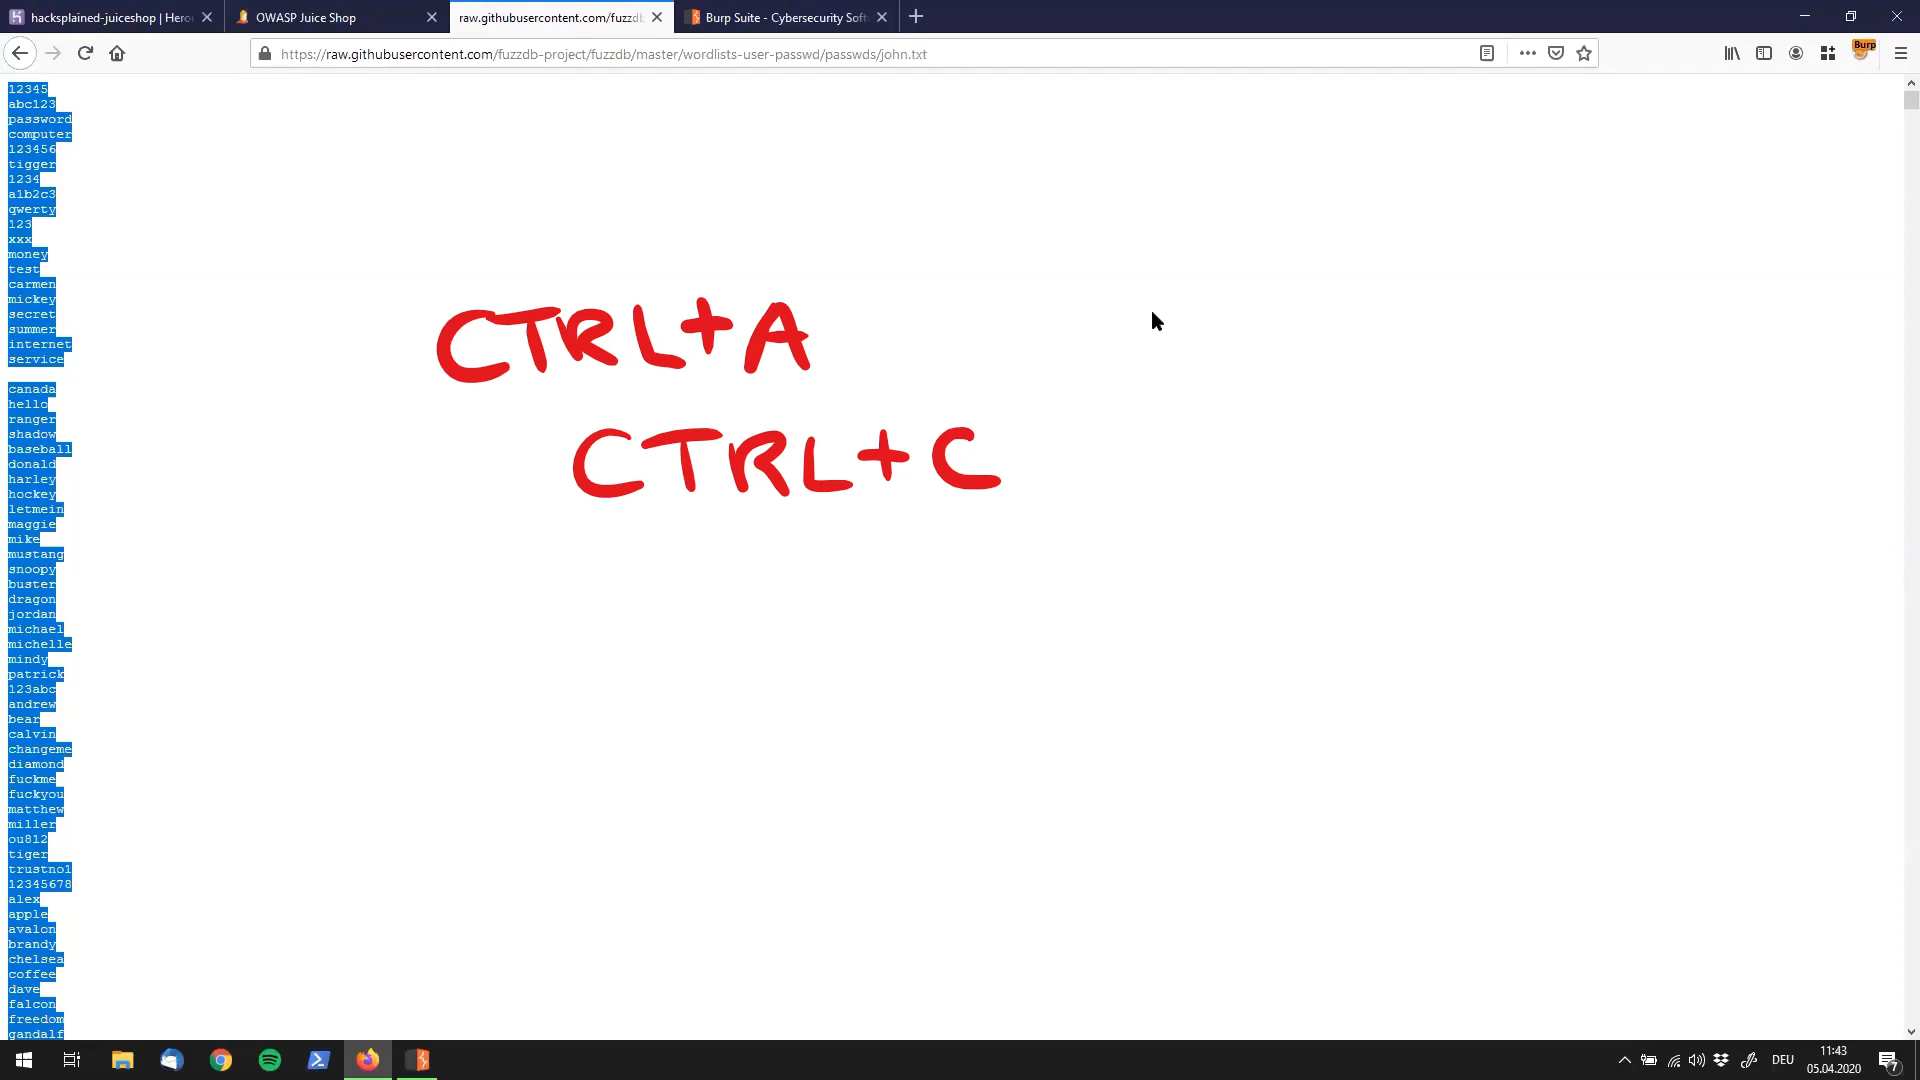 hacksplained-juiceshop | Hero
OWASP Juice Shop
raw.githubusercontent.com/fuzzdb
Burp Suite - Cybersecurity Soft
https://raw.githubusercontent.com/fuzzdb-project/fuzzdb/master/wordlists-user-passwd/passwds/john.txt
Burp
12345
abc123
password
computer
123456
tigger
1234
a1b2c3
qwerty
123
xxx
money
test
carmen
mickey
secret
summer
internet
service
canada
hello
ranger
shadow
baseball
donald
harley
hockey
letmein
maggie
mike
mustang
snoopy
buster
dragon
jordan
michael
michelle
mindy
patrick
123abc
andrew
bear
calvin
changeme
diamond
fuckme
fuckyou
matthew
miller
ou812
tiger
trustno1
12345678
alex
apple
avalon
brandy
chelsea
coffee
dave
falcon
freedom
gandalf
CTRL+A
CTRL+C
DEU
11:43
05.04.2020
7